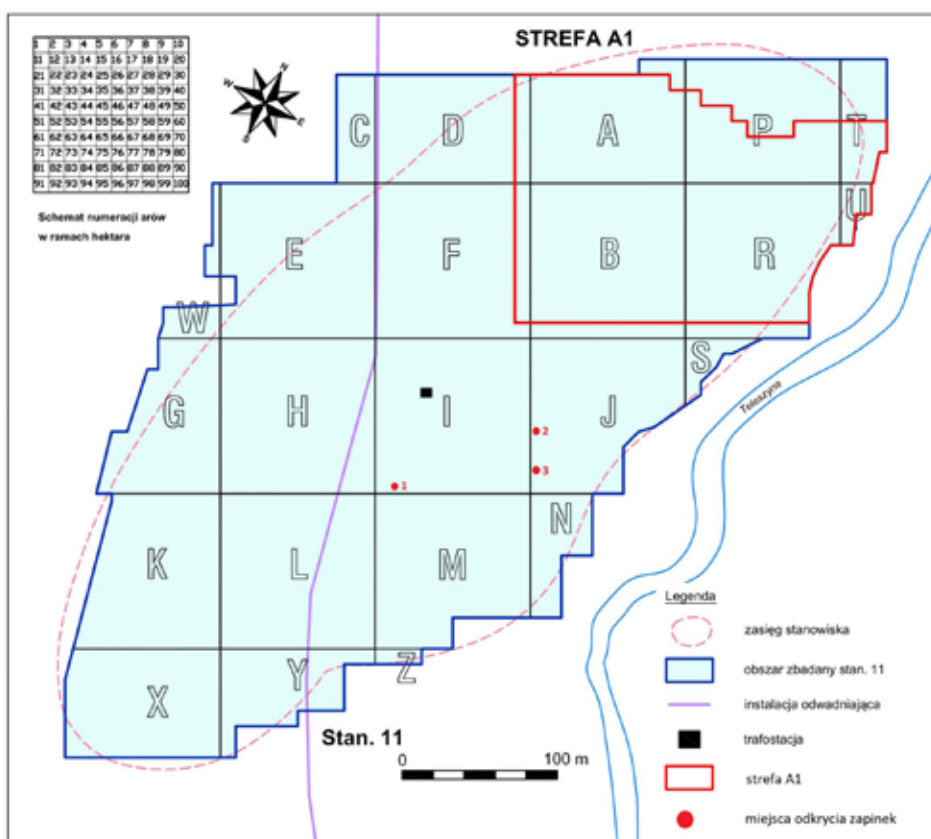 STREFA A1
1 2 3 4 5 6 7 8 9 10
11 12 13 14 15 16 17 18 19 20
21 22 23 24 25 26 27 28 29 30
31 32 33 34 35 36 37 38 39 40
41 42 43 44 45 46 47 48 49 50
51 52 53 54 55 56 57 58 59 60
61 62 63 64 65 66 67 68 69 70
71 72 73 74 75 76 77 78 79 80
81 82 83 84 85 86 87 88 89 90
91 92 93 94 95 96 97 98 99 100
Schemat numeracji arów
w ramach hektara
N
W
E
S
C D A P T
E F B R U
W
G H I J S
2
3
1
K L M N
X Y Z
Teleszyna
Stan. 11
0 100 m
Legenda
zasięg stanowiska
obszar zbadany stan. 11
instalacja odwadniająca
trafostacja
strefa A1
miejsca odkrycia zapinek